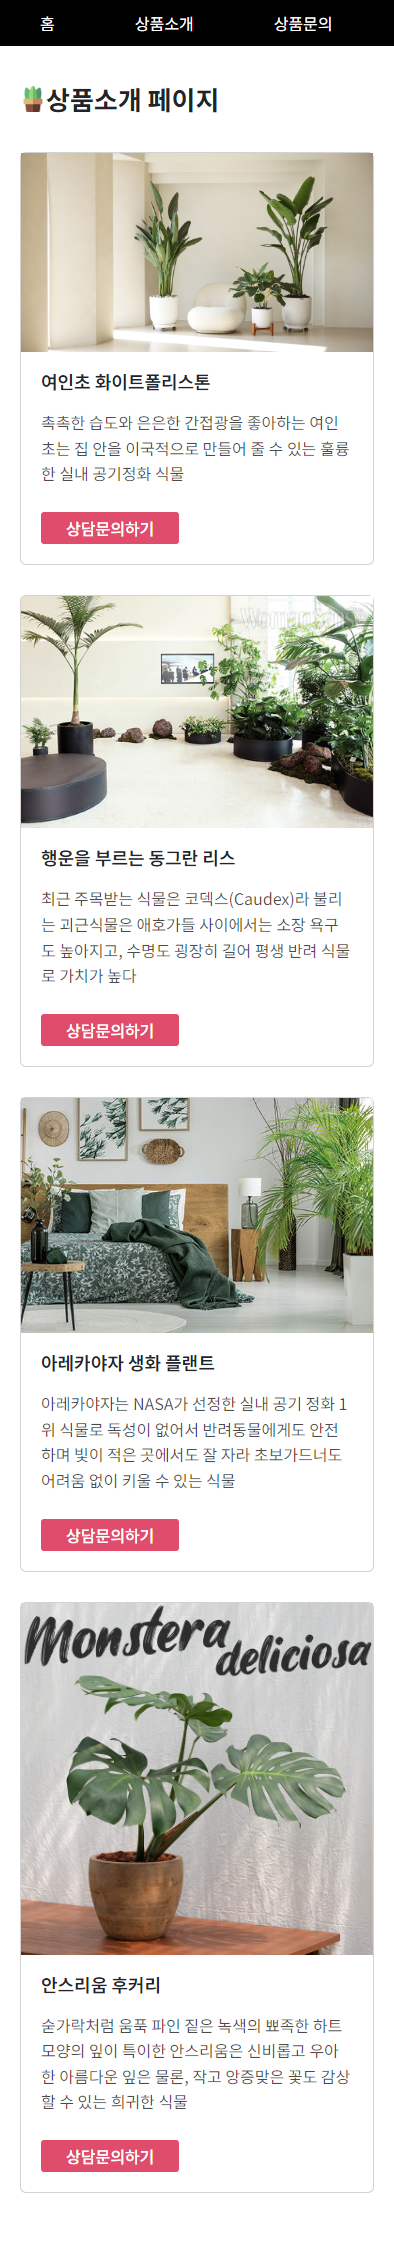 홈 상품소개 상품문의
상품소개 페이지
여인초 화이트폴리스톤
촉촉한 습도와 은은한 간접광을 좋아하는 여인
초는 집 안을 이국적으로 만들어 줄 수 있는 훌륭
한 실내 공기정화 식물
상담문의하기
행운을 부르는 동그란 리스
최근 주목받는 식물은 코덱스(Caudex)라 불리
는 괴근식물은 애호가들 사이에서는 소장 욕구
도 높아지고, 수명도 굉장히 길어 평생 반려 식물
로 가치가 높다
상담문의하기
아레카야자 생화 플랜트
아레카야자는 NASA가 선정한 실내 공기 정화 1
위 식물로 독성이 없어서 반려동물에게도 안전
하며 빛이 적은 곳에서도 잘 자라 초보가드너도
어려움 없이 키울 수 있는 식물
상담문의하기
Monstera
deliciosa
안스리움 후커리
숟가락처럼 움푹 파인 짙은 녹색의 뾰족한 하트
모양의 잎이 특이한 안스리움은 신비롭고 우아
한 아름다운 잎은 물론, 작고 앙증맞은 꽃도 감상
할 수 있는 희귀한 식물
상담문의하기